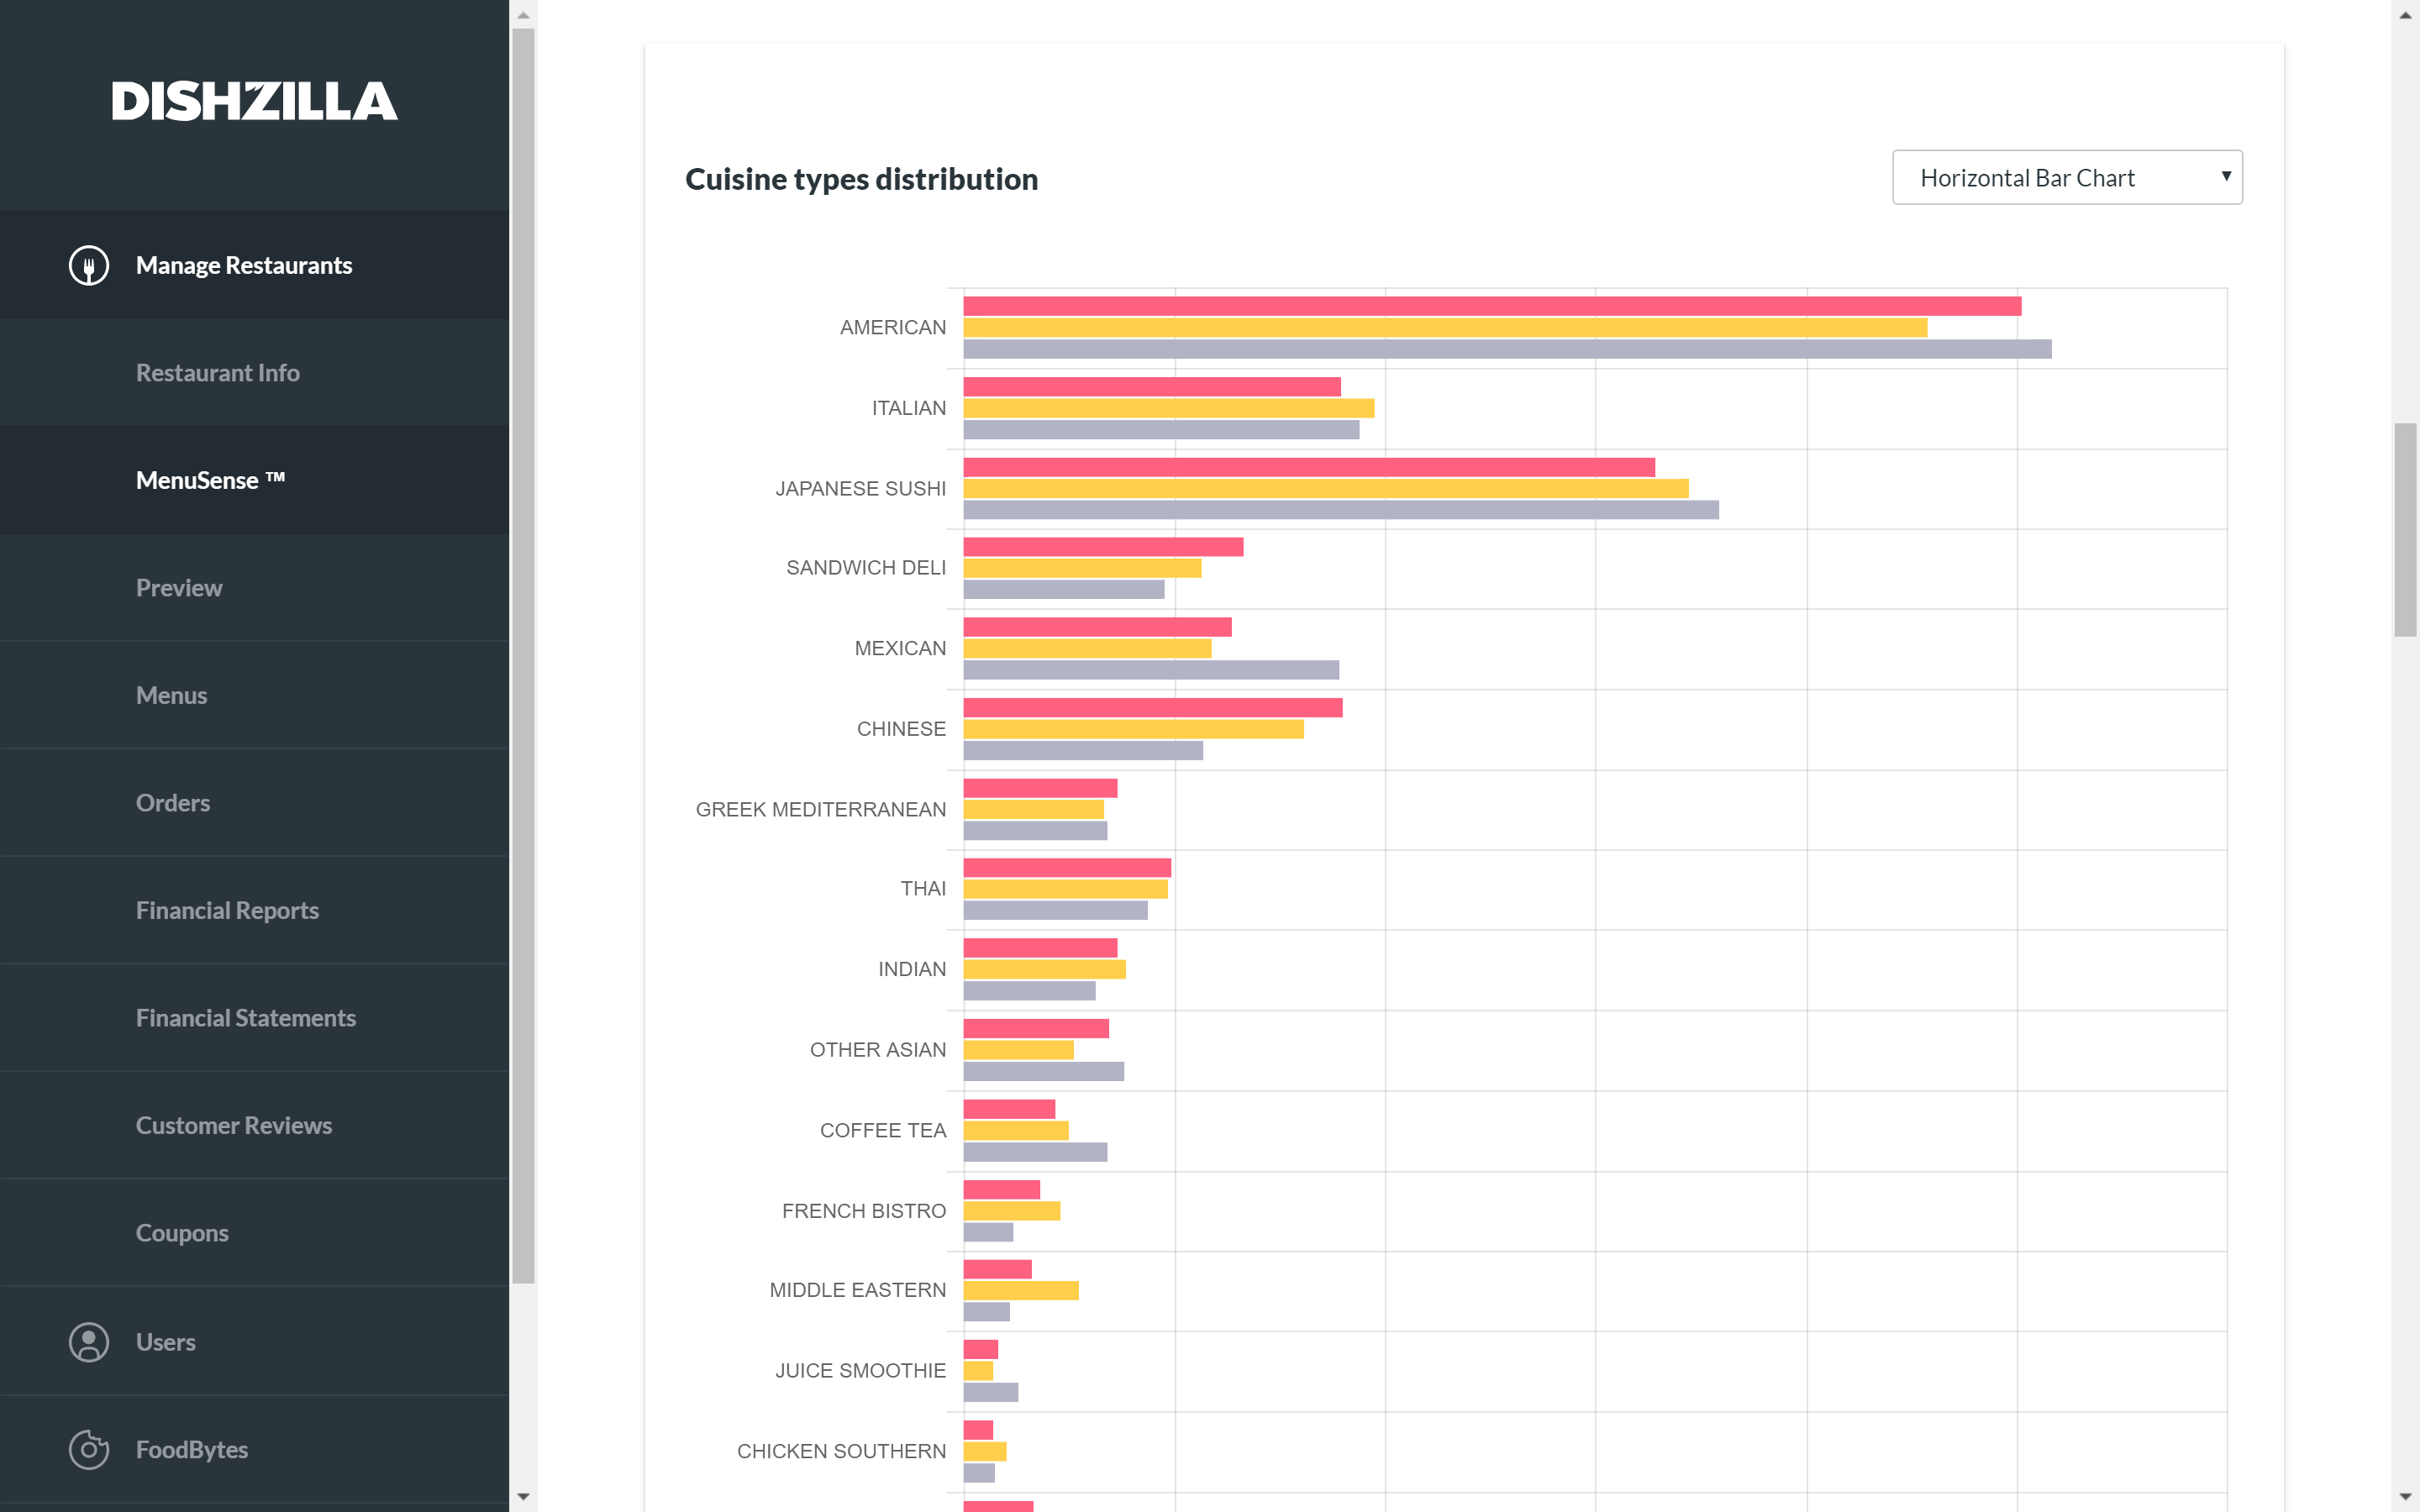 DISHZILLA
Manage Restaurants
Restaurant Info
MenuSense ™
Preview
Menus
Orders
Financial Reports
Financial Statements
Customer Reviews
Coupons
Users
FoodBytes
Cuisine types distribution
Horizontal Bar Chart
AMERICAN
ITALIAN
JAPANESE SUSHI
SANDWICH DELI
MEXICAN
CHINESE
GREEK MEDITERRANEAN
THAI
INDIAN
OTHER ASIAN
COFFEE TEA
FRENCH BISTRO
MIDDLE EASTERN
JUICE SMOOTHIE
CHICKEN SOUTHERN